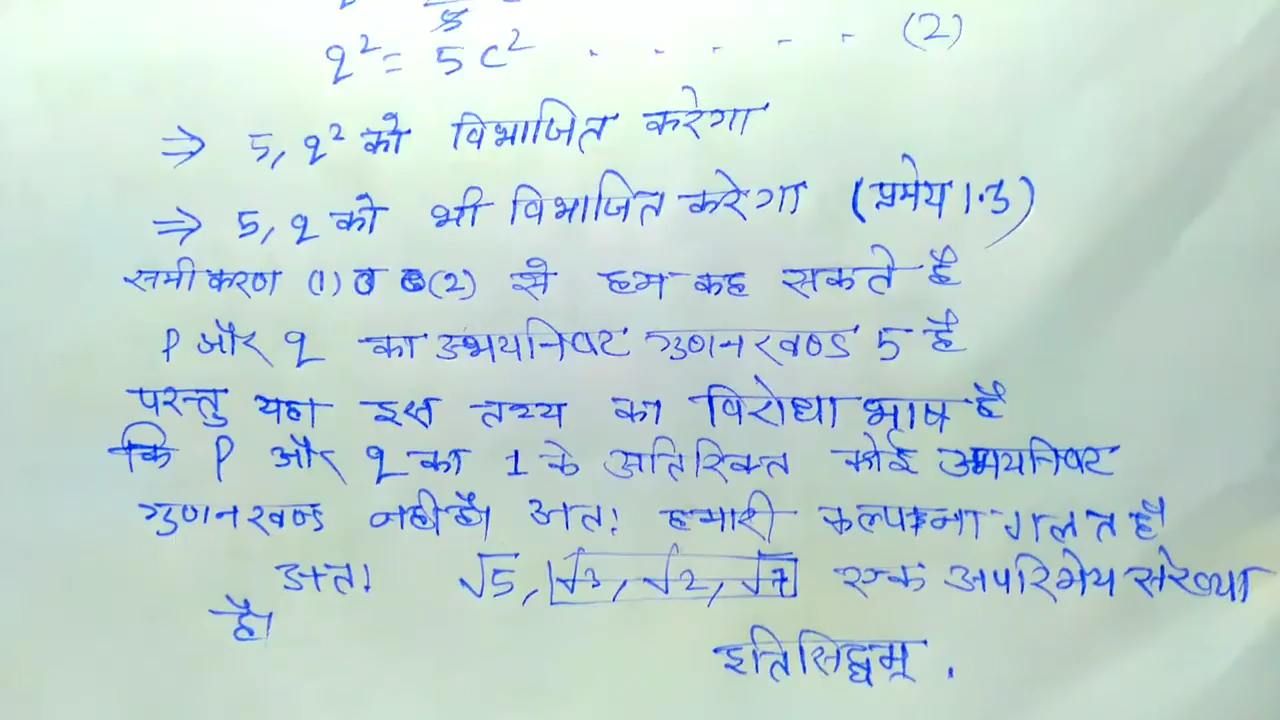 q² = 5c² . . . . . (2)
⇒ 5, q² को विभाजित करेगा
⇒ 5, q को भी विभाजित करेगा (प्रमेय 1.3)
समीकरण (1) व (2) से हम कह सकते है
P और q का उभयनिष्ट गुणनखण्ड 5 है
परन्तु यह इस तथ्य का विरोधाभाष है
कि P और q का 1 के अतिरिक्त कोई उभयनिष्ट
गुणनखण्ड नही है। अतः हमारी कल्पना गलत है
अतः √5, √3, √2, √7 एक अपरिमेय संख्या
है।
इतिसिद्धम् .